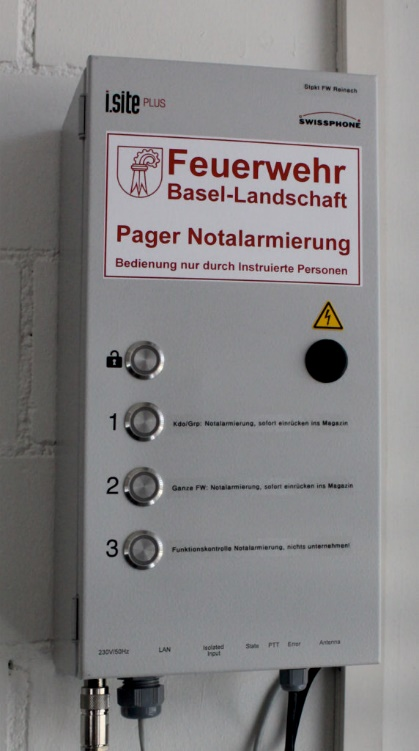 Stpkt FW Reinach
i.site PLUS
SWISSPHONE
Feuerwehr
Basel-Landschaft
Pager Notalarmierung
Bedienung nur durch Instruierte Personen
1 Kdo/Grp: Notalarmierung, sofort einrücken ins Magazin
2 Ganze FW: Notalarmierung, sofort einrücken ins Magazin
3 Funktionskontrolle Notalarmierung, nichts unternehmen!
230V/50Hz LAN Isolated Input State PTT Error Antenna